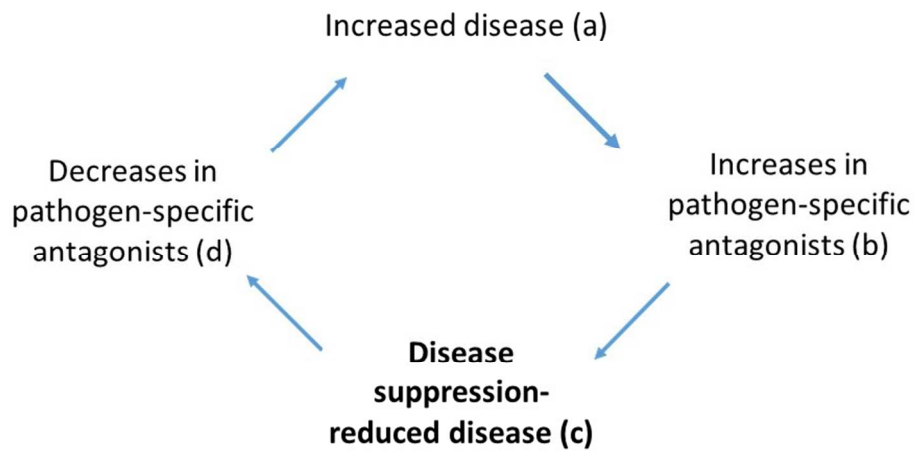 Increased disease (a)
Increases in
pathogen-specific
antagonists (b)
Disease
suppression-
reduced disease (c)
Decreases in
pathogen-specific
antagonists (d)